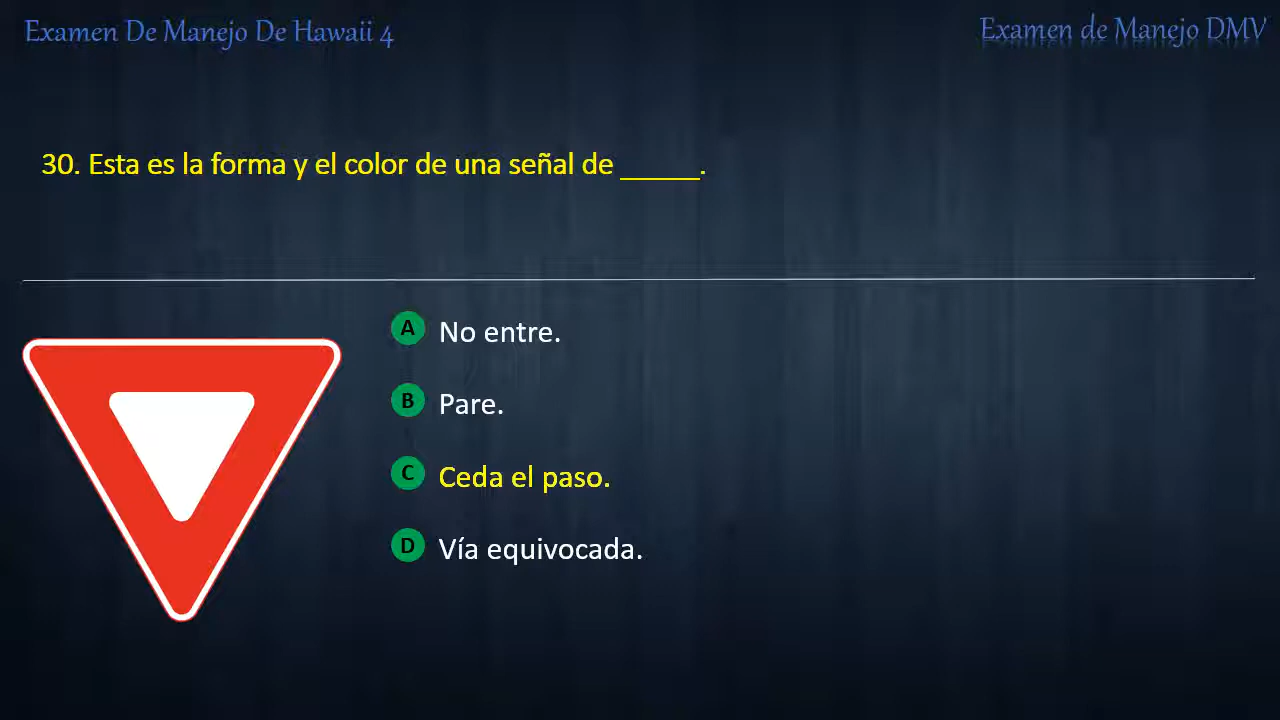 Examen De Manejo De Hawaii 4
Examen de Manejo DMV
30. Esta es la forma y el color de una señal de _____.
A No entre.
B Pare.
C Ceda el paso.
D Vía equivocada.